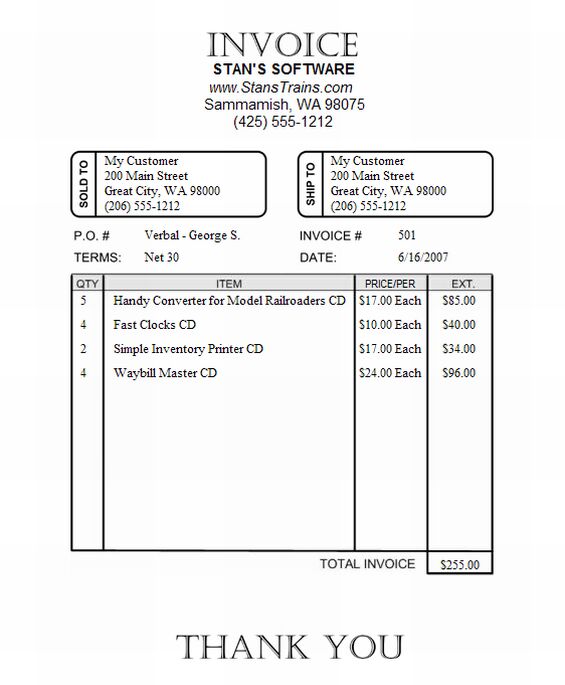 INVOICE
STAN'S SOFTWARE
www.StansTrains.com
Sammamish, WA 98075
(425) 555-1212
SOLD TO
My Customer
200 Main Street
Great City, WA 98000
(206) 555-1212
SHIP TO
My Customer
200 Main Street
Great City, WA 98000
(206) 555-1212
P.O. # Verbal - George S. INVOICE # 501
TERMS: Net 30 DATE: 6/16/2007
QTY ITEM PRICE/PER EXT.
5 Handy Converter for Model Railroaders CD $17.00 Each $85.00
4 Fast Clocks CD $10.00 Each $40.00
2 Simple Inventory Printer CD $17.00 Each $34.00
4 Waybill Master CD $24.00 Each $96.00
TOTAL INVOICE $255.00
THANK YOU